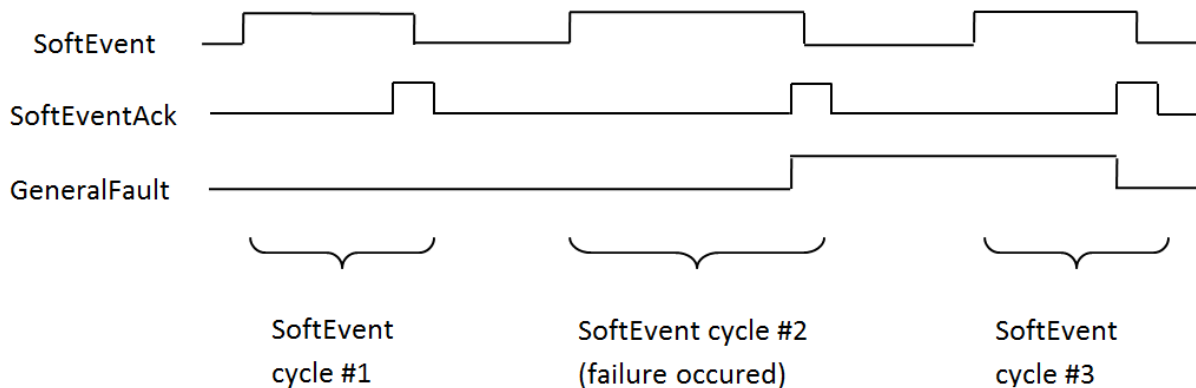 SoftEvent
SoftEventAck
GeneralFault
SoftEvent
cycle #1
SoftEvent cycle #2
(failure occured)
SoftEvent
cycle #3